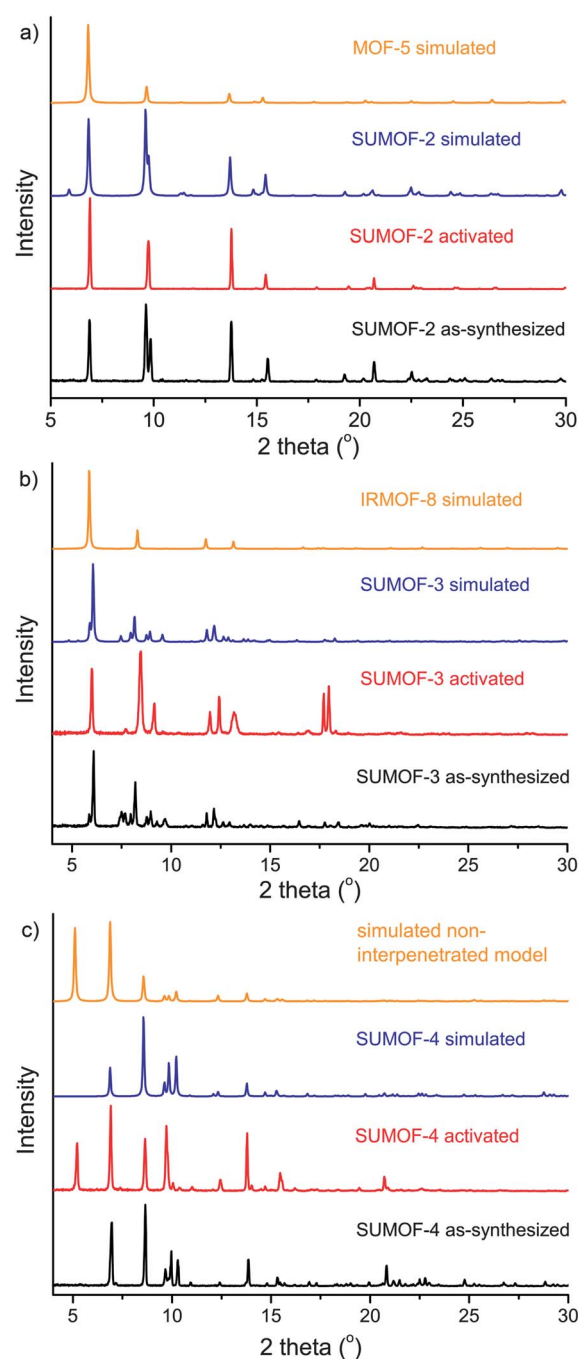 a)
MOF-5 simulated
SUMOF-2 simulated
SUMOF-2 activated
SUMOF-2 as-synthesized
Intensity
5 10 15 20 25 30
2 theta (°)
b)
IRMOF-8 simulated
SUMOF-3 simulated
SUMOF-3 activated
SUMOF-3 as-synthesized
Intensity
5 10 15 20 25 30
2 theta (°)
c)
simulated non-
interpenetrated model
SUMOF-4 simulated
SUMOF-4 activated
SUMOF-4 as-synthesized
Intensity
5 10 15 20 25 30
2 theta (°)